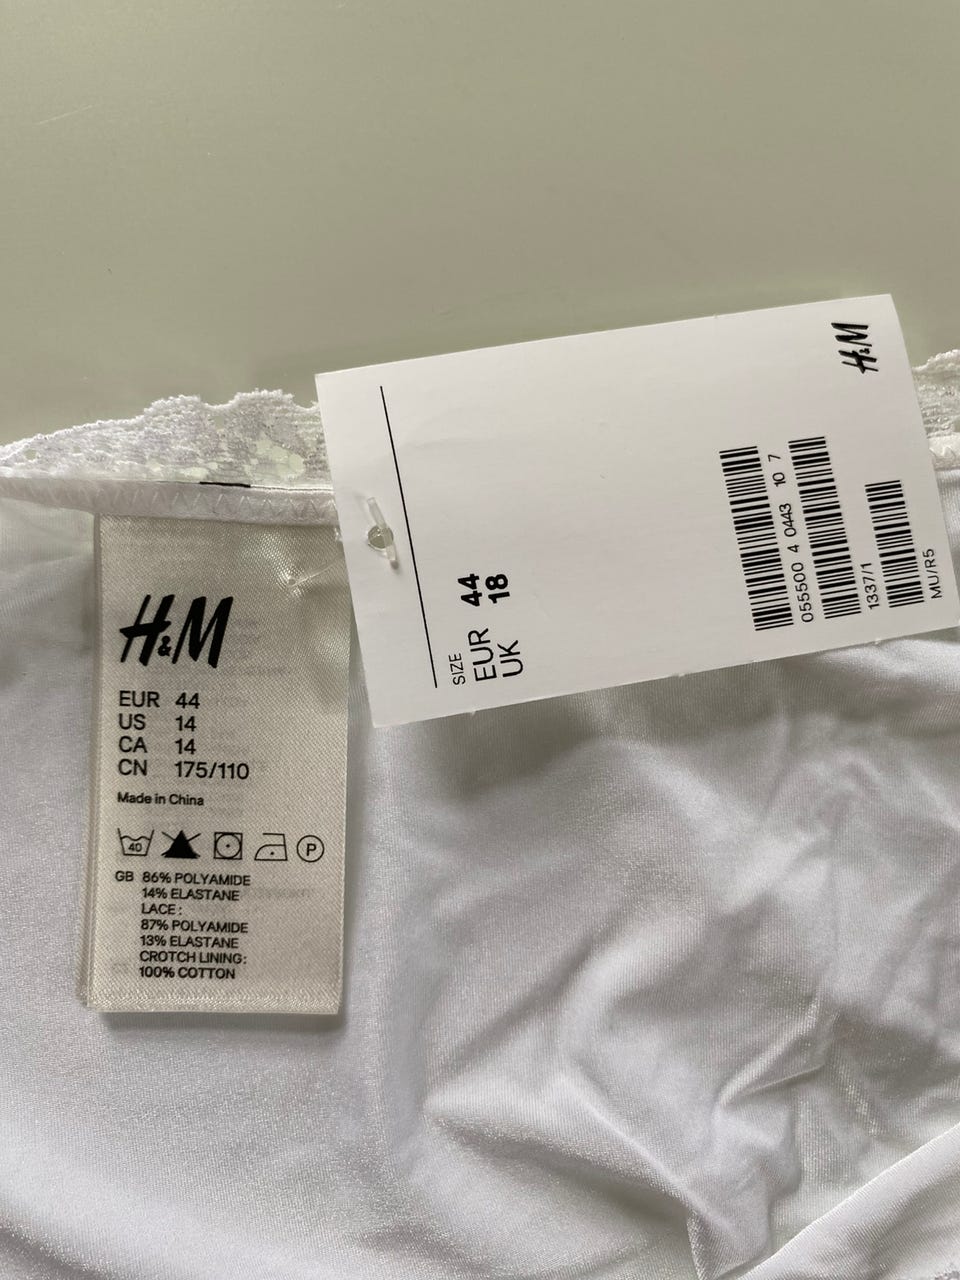 H&M
EUR 44
US 14
CA 14
CN 175/110
Made in China
40
P
GB 86% POLYAMIDE
14% ELASTANE
LACE :
87% POLYAMIDE
13% ELASTANE
CROTCH LINING:
100% COTTON
H&M
SIZE
EUR 44
UK 18
055500 4 0443 10 7
1337/1
MU/R5